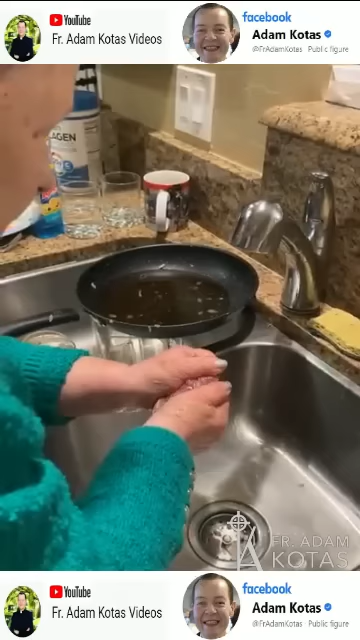 YouTube
Fr. Adam Kotas Videos
facebook
Adam Kotas
@FrAdamKotas · Public figure
AGEN
FR. ADAM
KOTAS
YouTube
Fr. Adam Kotas Videos
facebook
Adam Kotas
@FrAdamKotas · Public figure